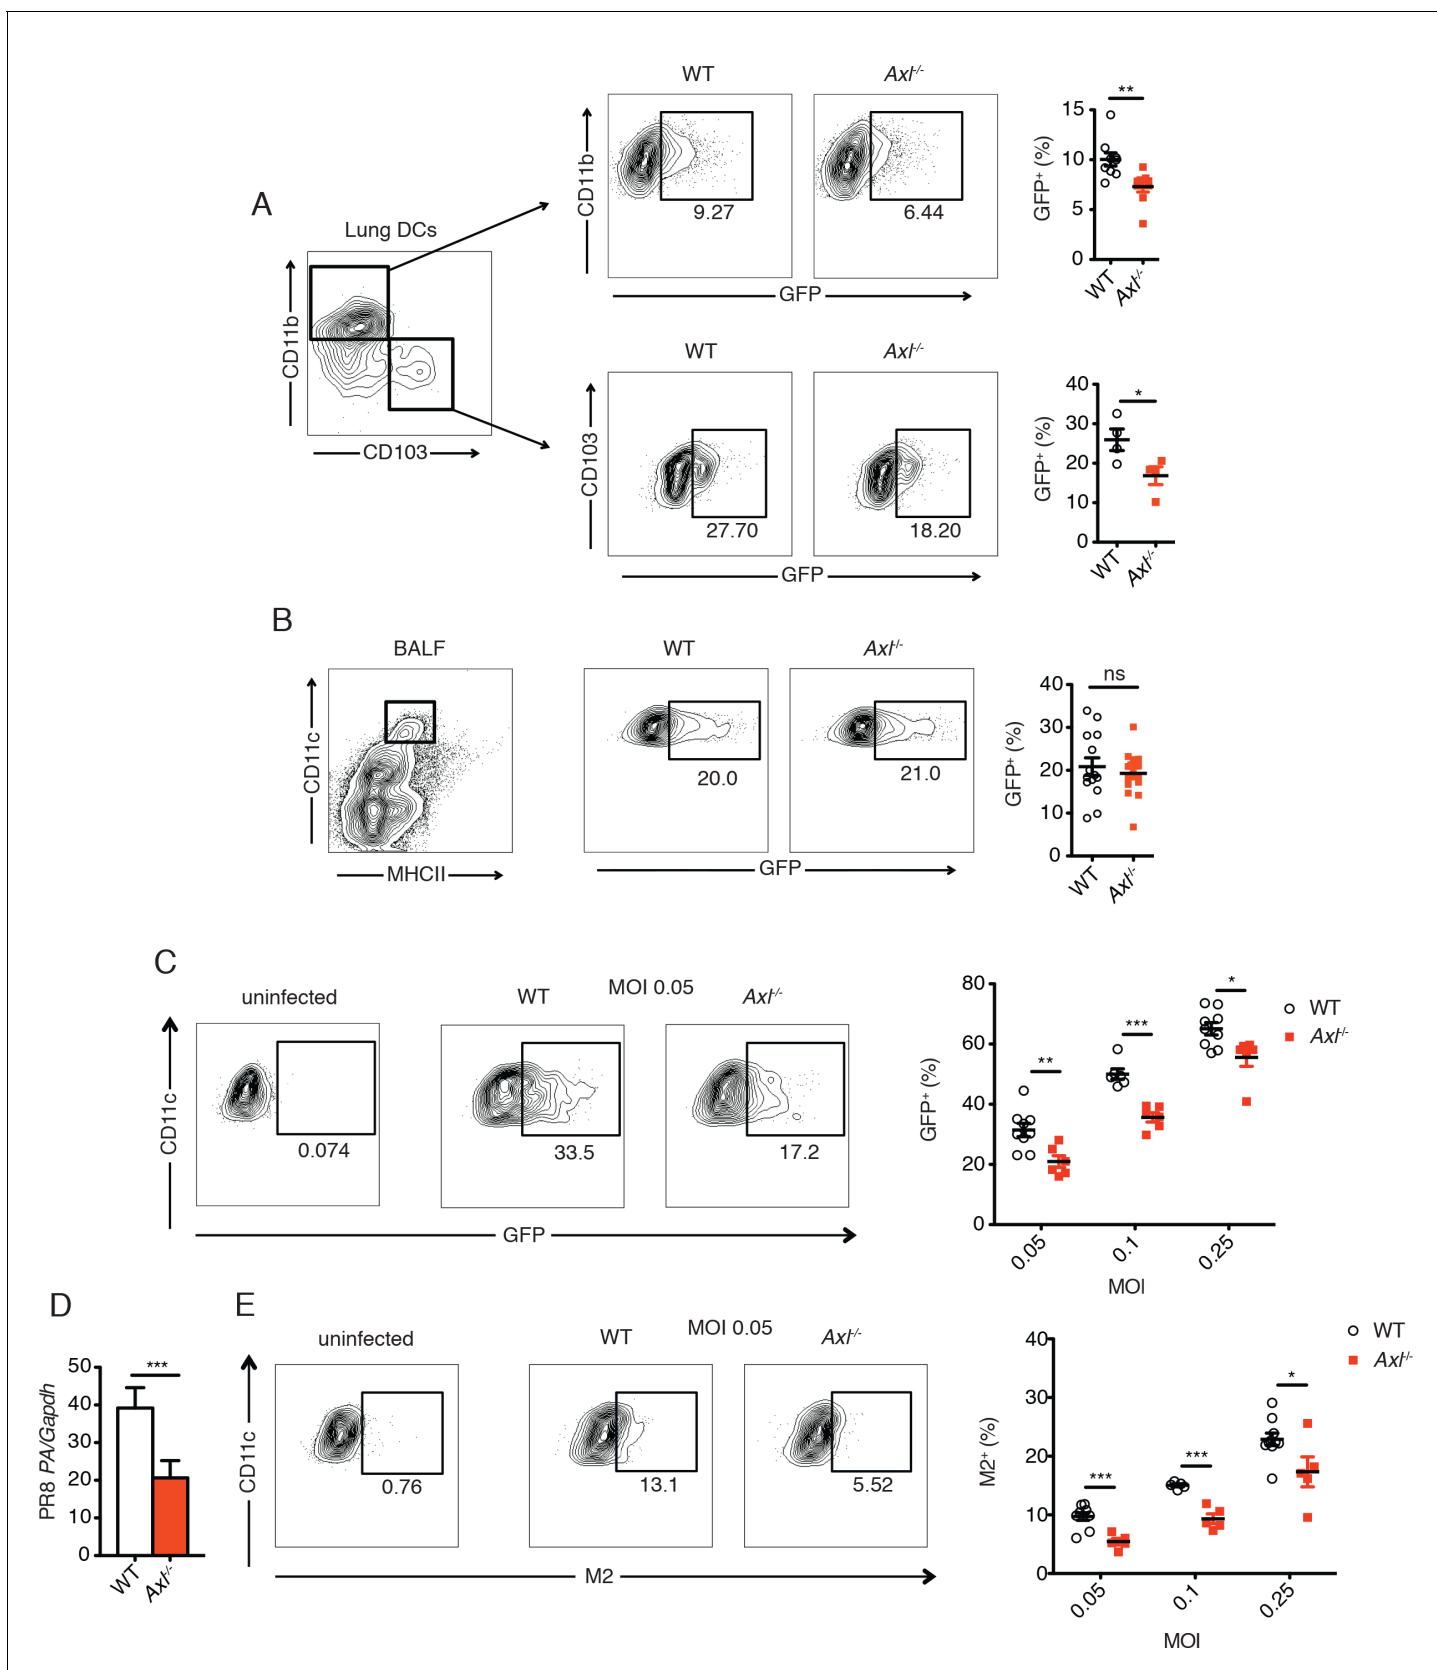 A
Lung DCs
CD11b
CD103
WT
Axl-/-
CD11b
9.27
6.44
GFP
**
GFP+ (%)
15
10
5
0
WT
Axl-/-
WT
Axl-/-
CD103
27.70
18.20
GFP
*
GFP+ (%)
40
30
20
10
0
WT
Axl-/-
B
BALF
CD11c
MHCII
WT
Axl-/-
20.0
21.0
GFP
ns
GFP+ (%)
40
30
20
10
0
WT
Axl-/-
C
uninfected
WT
MOI 0.05
Axl-/-
CD11c
0.074
33.5
17.2
GFP
GFP+ (%)
80
60
40
20
0
**
***
*
WT
Axl-/-
0.05
0.1
0.25
MOI
D
PR8 PA/Gapdh
50
40
30
20
10
0
***
WT
Axl-/-
E
uninfected
WT
MOI 0.05
Axl-/-
CD11c
0.76
13.1
5.52
M2
M2+ (%)
40
30
20
10
0
***
***
*
WT
Axl-/-
0.05
0.1
0.25
MOI